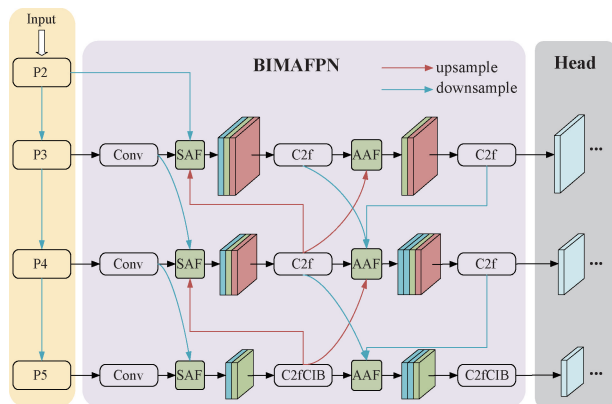 Input
BIMAFPN
Head
upsample
downsample
P2
P3
Conv
SAF
C2f
AAF
C2f
...
P4
Conv
SAF
C2f
AAF
C2f
...
P5
Conv
SAF
C2fCIB
AAF
C2fCIB
...